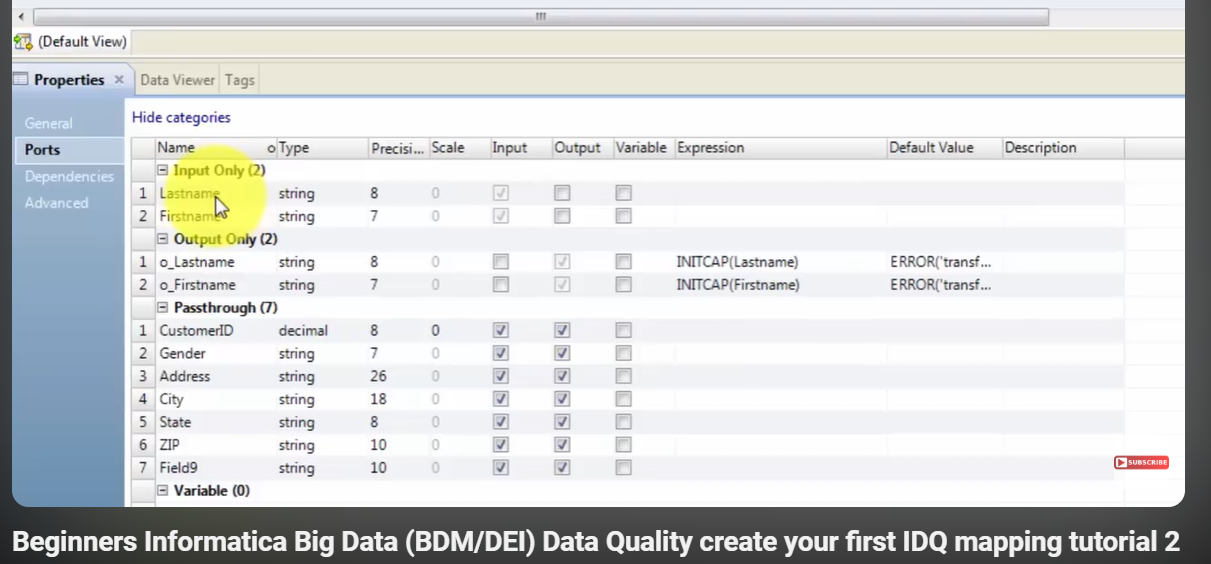 (Default View)
Properties
Data Viewer
Tags
General
Ports
Dependencies
Advanced
Hide categories
Name o Type Precisi... Scale Input Output Variable Expression Default Value Description
Input Only (2)
1 Lastname string 8 0
2 Firstname string 7 0
Output Only (2)
1 o_Lastname string 8 0 INITCAP(Lastname) ERROR('transf...
2 o_Firstname string 7 0 INITCAP(Firstname) ERROR('transf...
Passthrough (7)
1 CustomerID decimal 8 0
2 Gender string 7 0
3 Address string 26 0
4 City string 18 0
5 State string 8 0
6 ZIP string 10 0
7 Field9 string 10 0
Variable (0)
SUBSCRIBE
Beginners Informatica Big Data (BDM/DEI) Data Quality create your first IDQ mapping tutorial 2